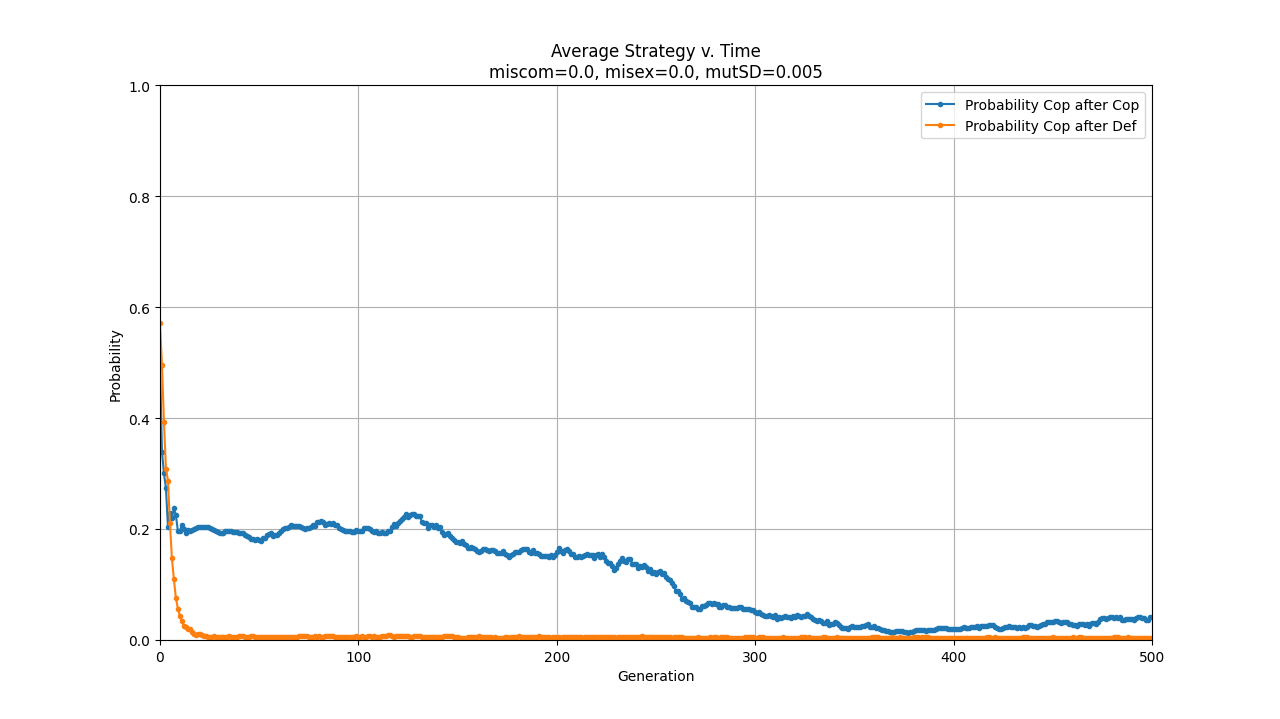 Average Strategy v. Time
miscom=0.0, misex=0.0, mutSD=0.005
Probability Cop after Cop
Probability Cop after Def
Probability
1.0
0.8
0.6
0.4
0.2
0.0
0 100 200 300 400 500
Generation